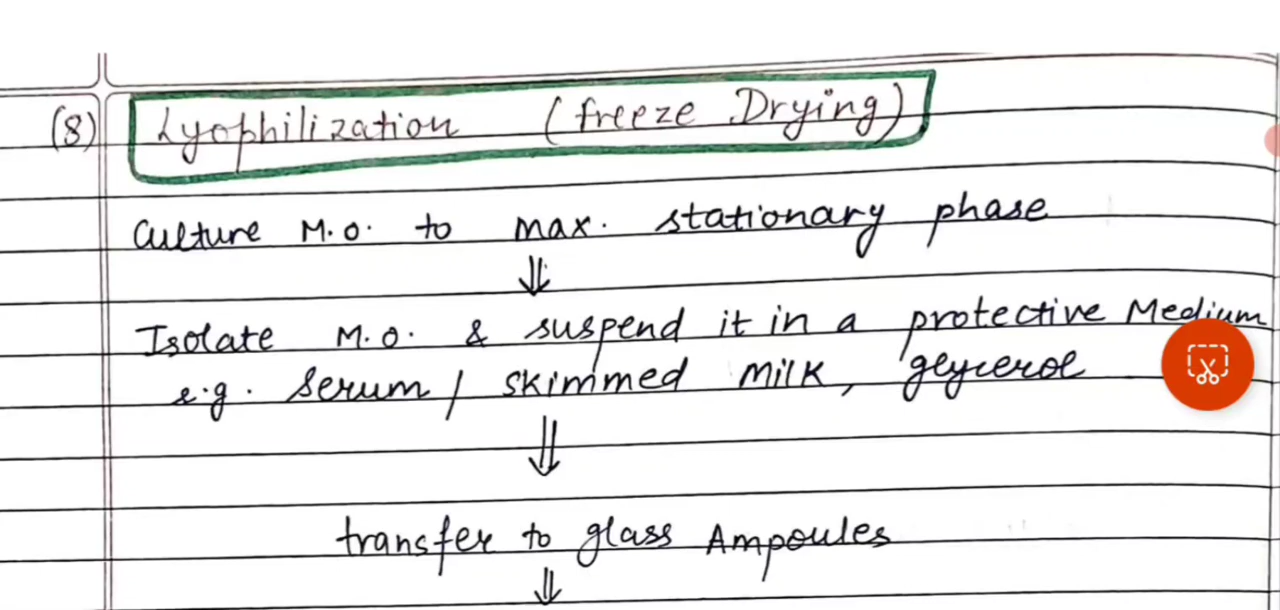 (8) Lyophilization (freeze Drying)
Culture M.O. to max. stationary phase
⇓
Isolate M.O. & suspend it in a protective Medium
e.g. Serum / skimmed milk, glycerol
⇓
transfer to glass Ampoules
⇓